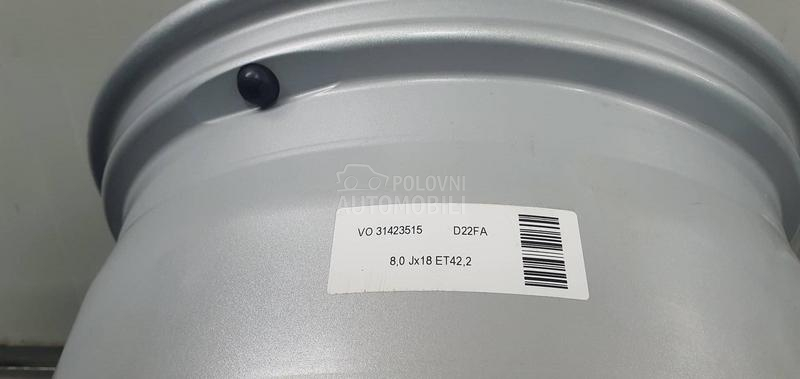 POLOVNI
AUTOMOBILI
VO 31423515 D22FA
8,0 Jx18 ET42,2